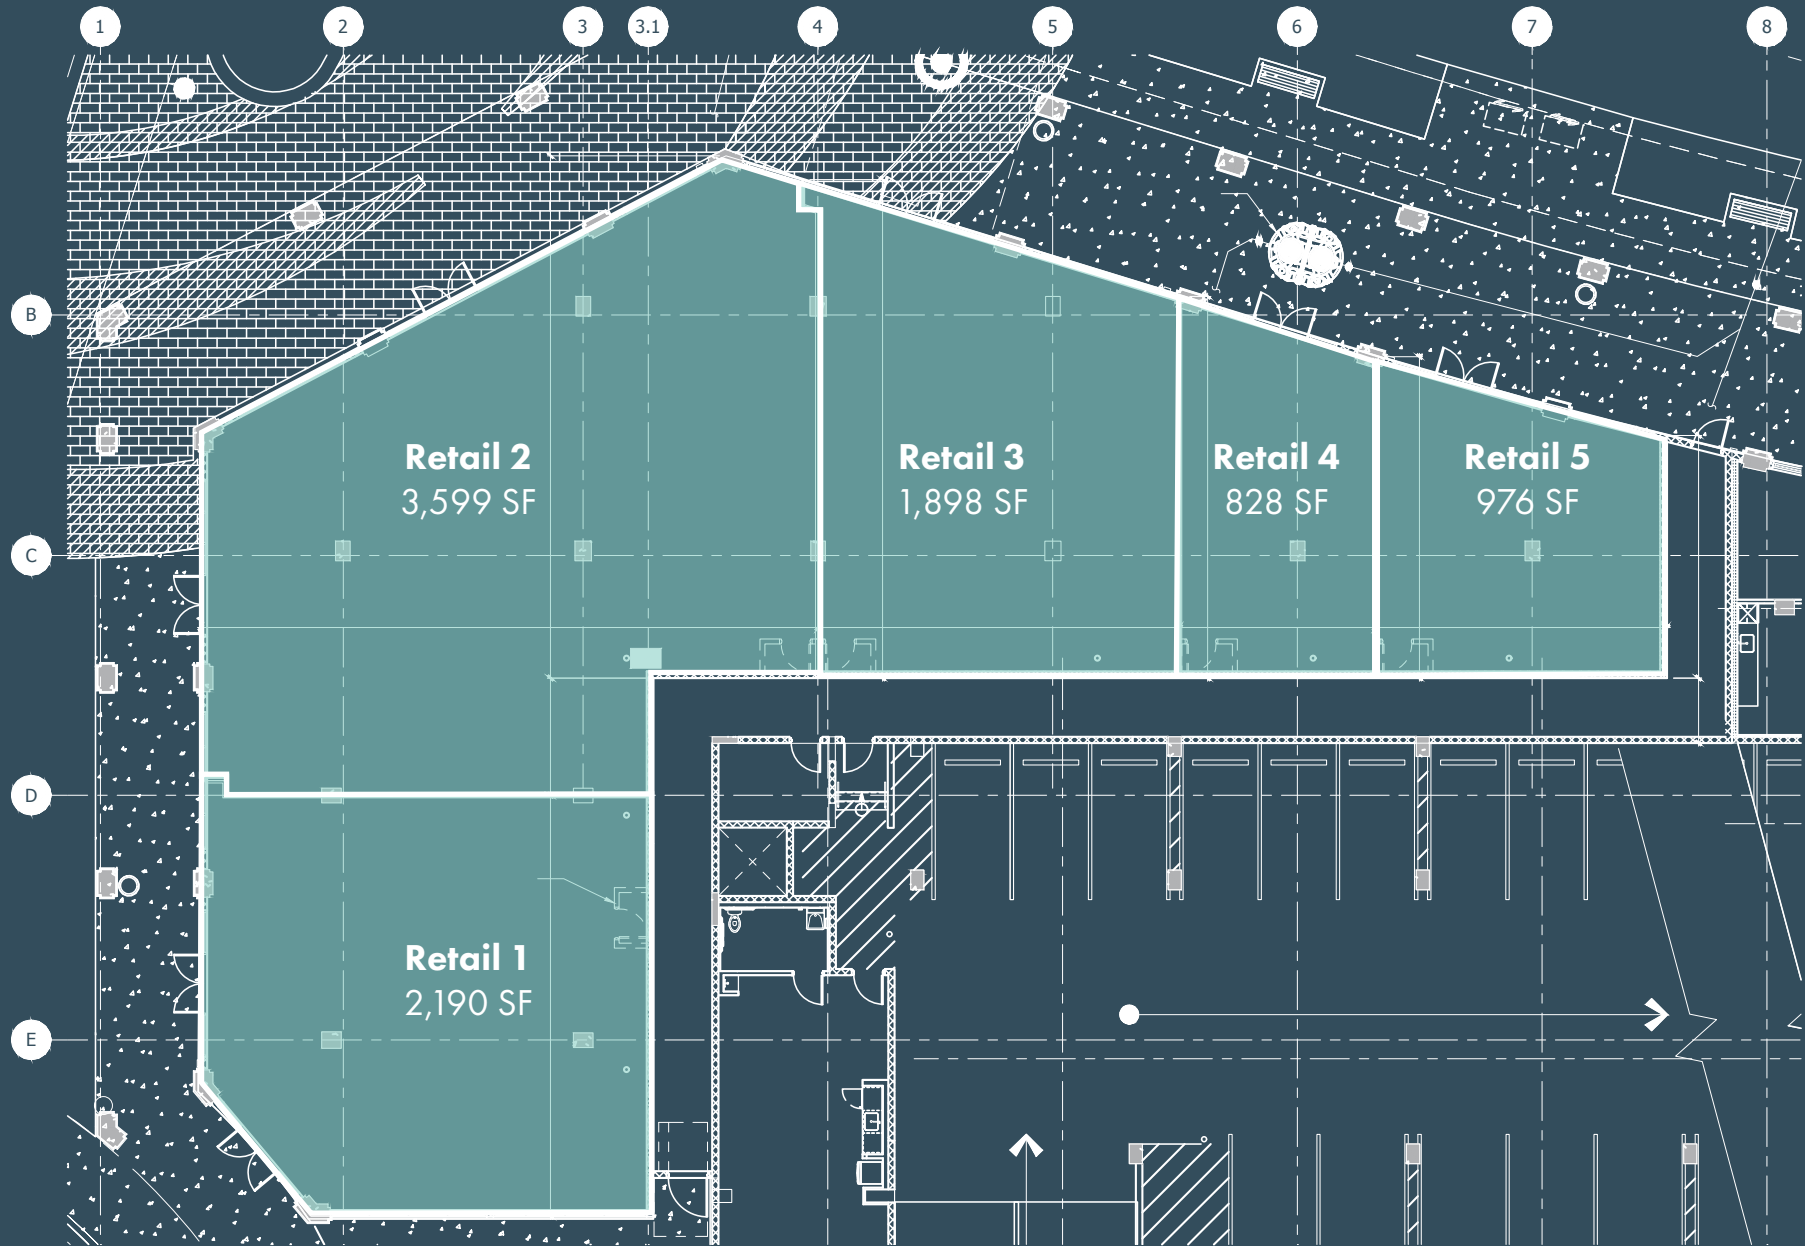 1 2 3 3.1 4 5 6 7 8
B
Retail 2
3,599 SF
Retail 3
1,898 SF
Retail 4
828 SF
Retail 5
976 SF
C
D
Retail 1
2,190 SF
E